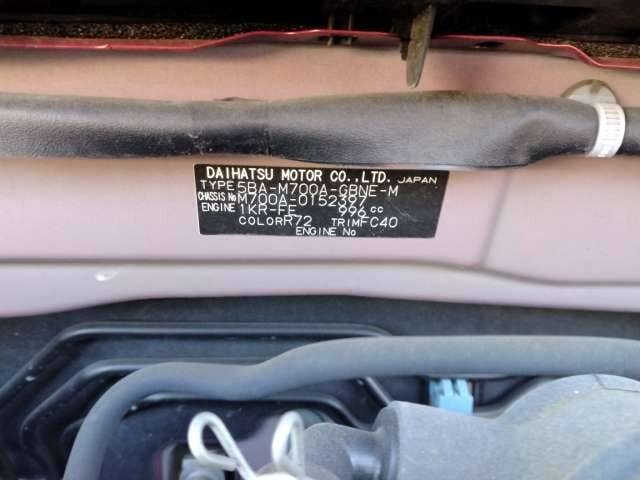 DAIHATSU MOTOR CO.,LTD. JAPAN
TYPE 5BA-M700A-GBNE-M
CHASSIS No M700A-0152397
ENGINE 1KR-FE 996 cc
COLOR R72 TRIM FC40
ENGINE No